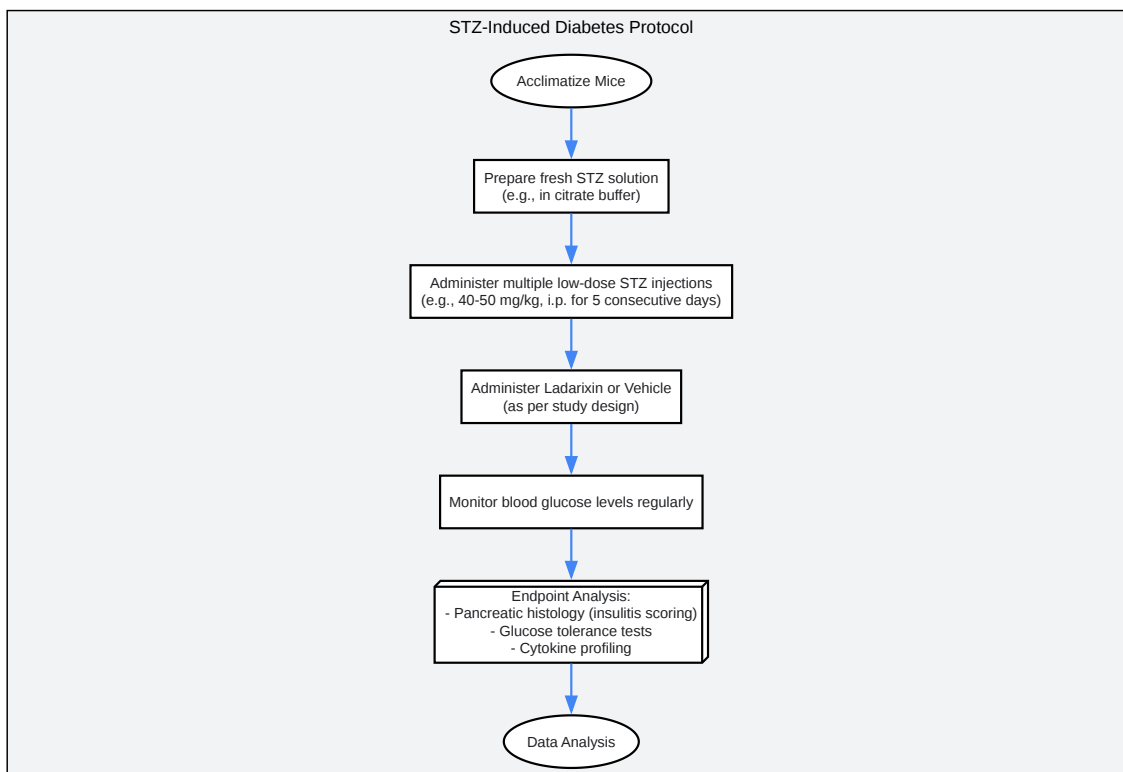 STZ-Induced Diabetes Protocol
Acclimatize Mice
Prepare fresh STZ solution
(e.g., in citrate buffer)
Administer multiple low-dose STZ injections
(e.g., 40-50 mg/kg, i.p. for 5 consecutive days)
Administer Ladarixin or Vehicle
(as per study design)
Monitor blood glucose levels regularly
Endpoint Analysis:
- Pancreatic histology (insulitis scoring)
- Glucose tolerance tests
- Cytokine profiling
Data Analysis